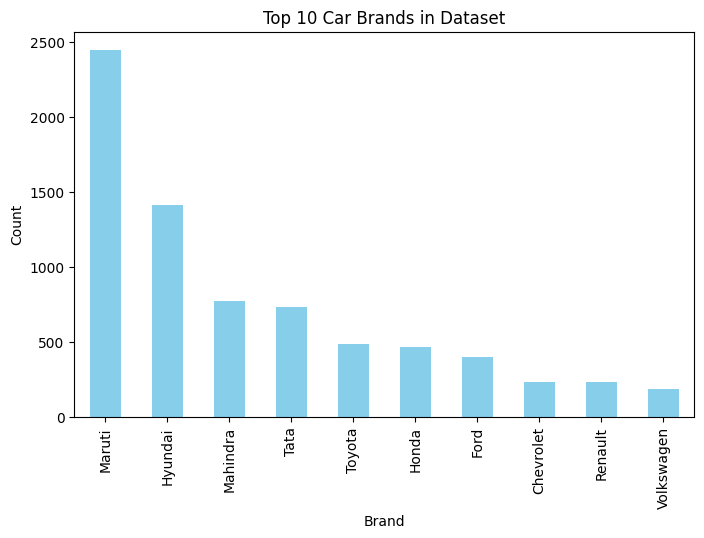 Top 10 Car Brands in Dataset
2500
2000
1500
1000
500
0
Count
Maruti
Hyundai
Mahindra
Tata
Toyota
Honda
Ford
Chevrolet
Renault
Volkswagen
Brand